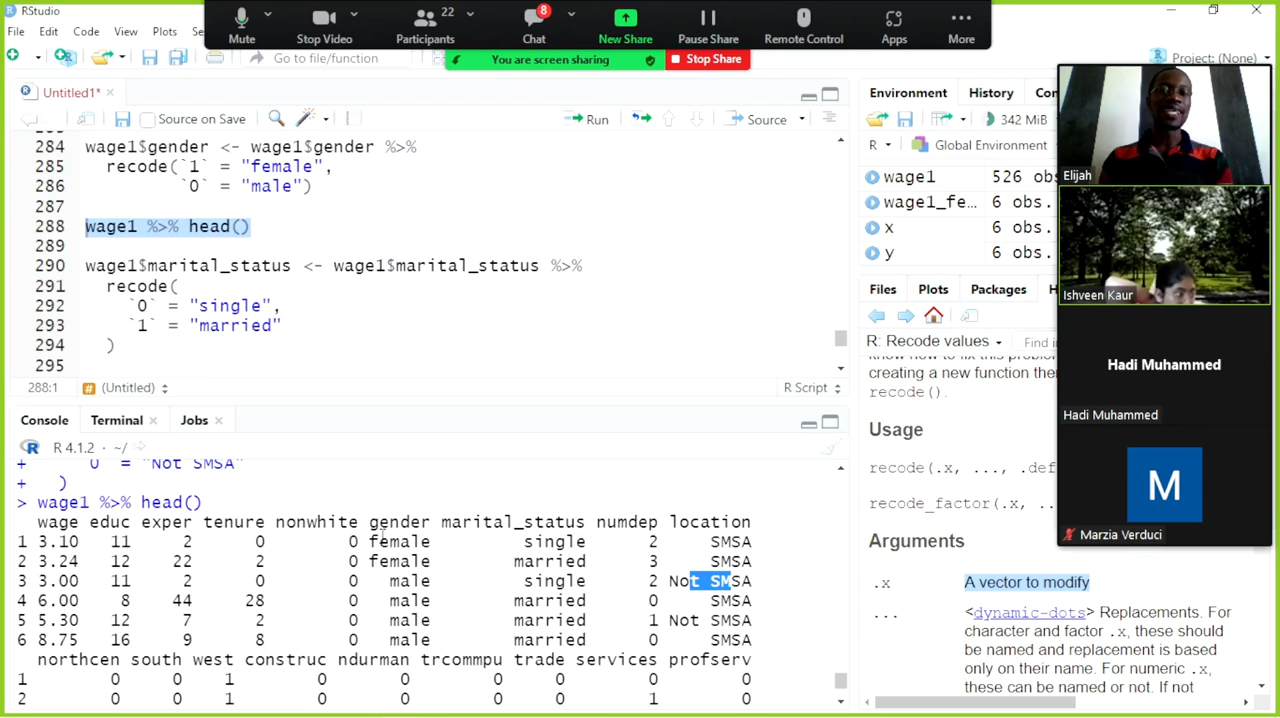 RStudio
File Edit Code View Plots
Mute
Stop Video
22
Participants
8
Chat
New Share
Pause Share
Remote Control
Apps
More
You are screen sharing
Stop Share
Go to file/function
Project: (None)
Untitled1*
Source on Save
Run
Source
284 wage1$gender <- wage1$gender %>%
285 recode(`1` = "female",
286 `0` = "male")
287
288 wage1 %>% head()
289
290 wage1$marital_status <- wage1$marital_status %>%
291 recode(
292 `0` = "single",
293 `1` = "married"
294 )
295
288:1 (Untitled) R Script
Console Terminal Jobs
R 4.1.2 · ~/
+ `0` = "Not SMSA"
+ )
> wage1 %>% head()
wage educ exper tenure nonwhite gender marital_status numdep location
1 3.10 11 2 0 0 female single 2 SMSA
2 3.24 12 22 2 0 female married 3 SMSA
3 3.00 11 2 0 0 male single 2 Not SMSA
4 6.00 8 44 28 0 male married 0 SMSA
5 5.30 12 7 2 0 male married 1 Not SMSA
6 8.75 16 9 8 0 male married 0 SMSA
northcen south west construc ndurman trcommpu trade services profserv
1 0 0 1 0 0 0 0 0 0
2 0 0 1 0 0 0 0 1 0
Environment History
342 MiB
R Global Environment
wage1 526 obs.
wage1_fe... 6 obs.
x 6 obs.
y 6 obs.
Files Plots Packages
R: Recode values Find in
know how to fix this
creating a new function
recode().
Usage
recode(.x, ..., .def
recode_factor(.x, ..
Arguments
.x A vector to modify
... <dynamic-dots> Replacements. For
character and factor .x, these should
be named and replacement is based
only on their name. For numeric .x,
these can be named or not. If not
Elijah
Ishveen Kaur
Hadi Muhammed
Hadi Muhammed
M
Marzia Verduci